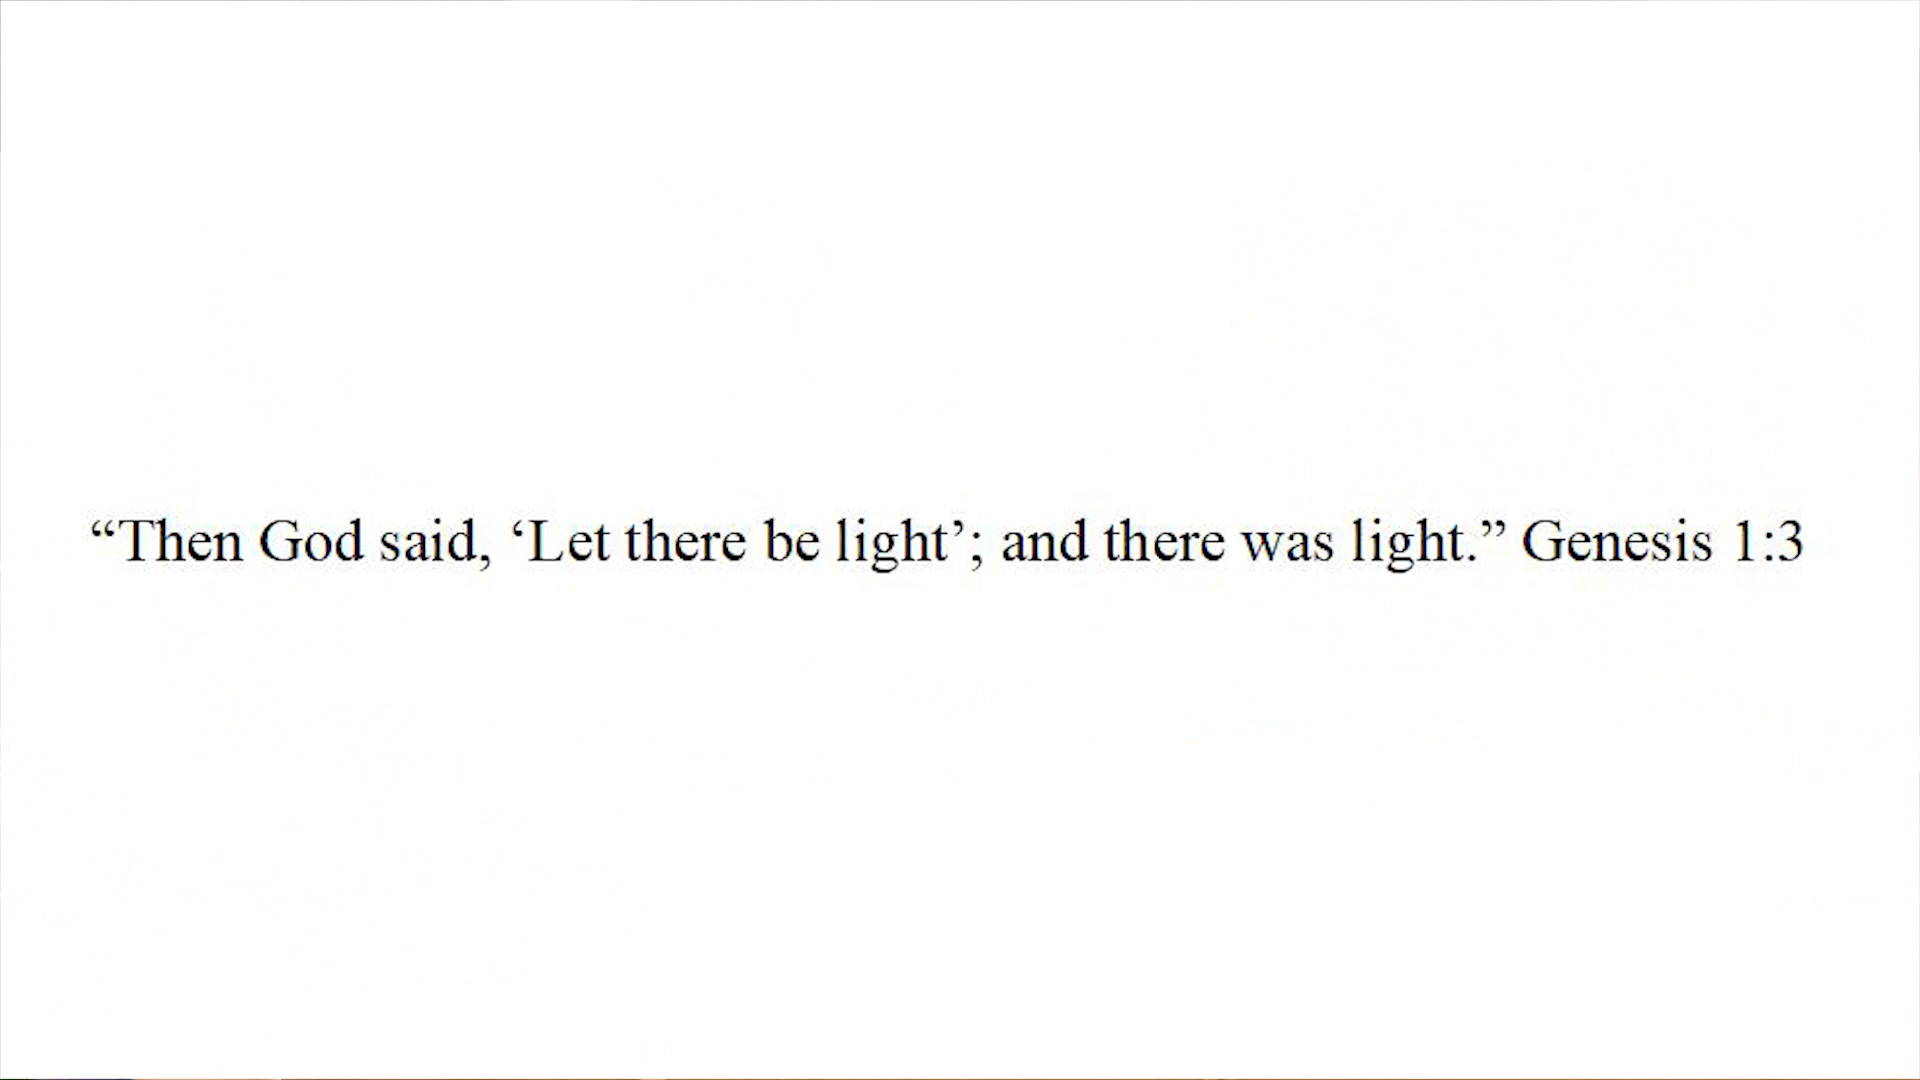 “Then God said, ‘Let there be light’; and there was light.” Genesis 1:3